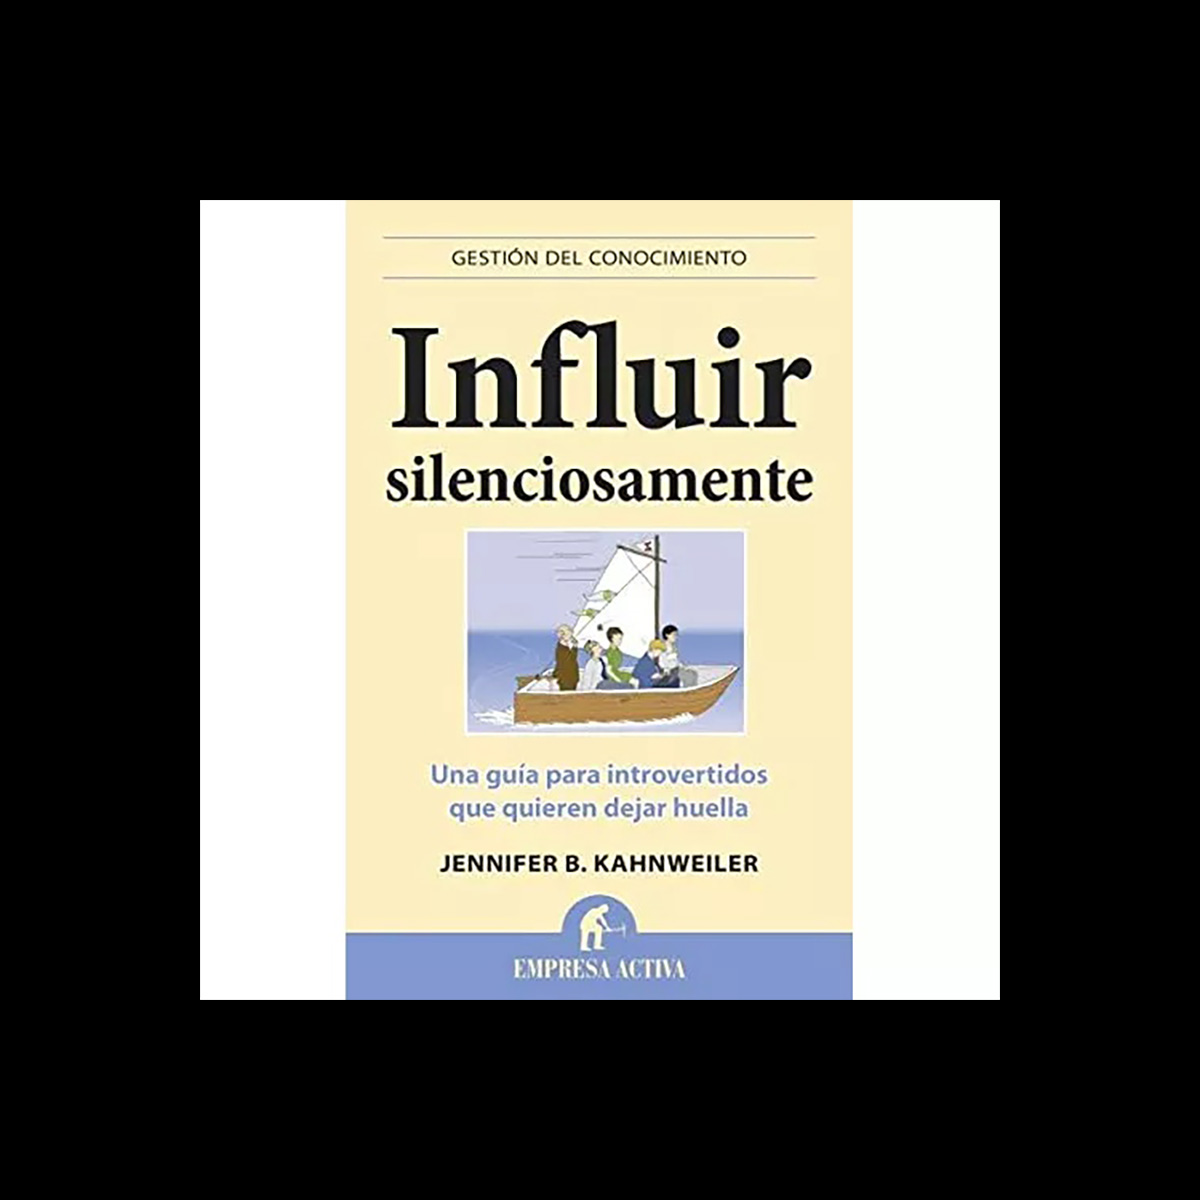 GESTIÓN DEL CONOCIMIENTO
Influir
silenciosamente
Una guía para introvertidos
que quieren dejar huella
JENNIFER B. KAHNWEILER
EMPRESA ACTIVA